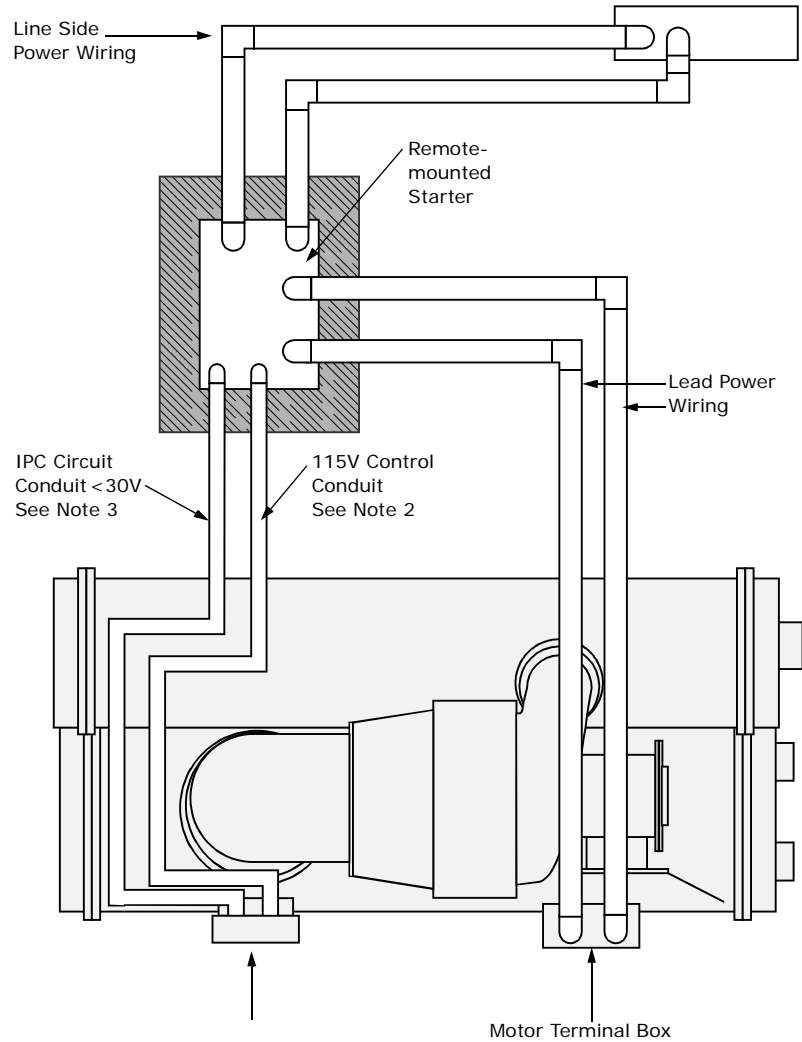 Line Side
Power Wiring
Remote-
mounted
Starter
Lead Power
Wiring
IPC Circuit
Conduit <30V
See Note 3
115V Control
Conduit
See Note 2
Motor Terminal Box